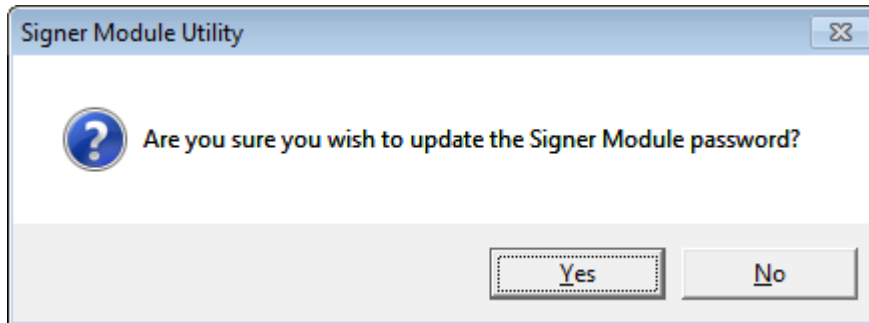 Signer Module Utility
Are you sure you wish to update the Signer Module password?
Yes No